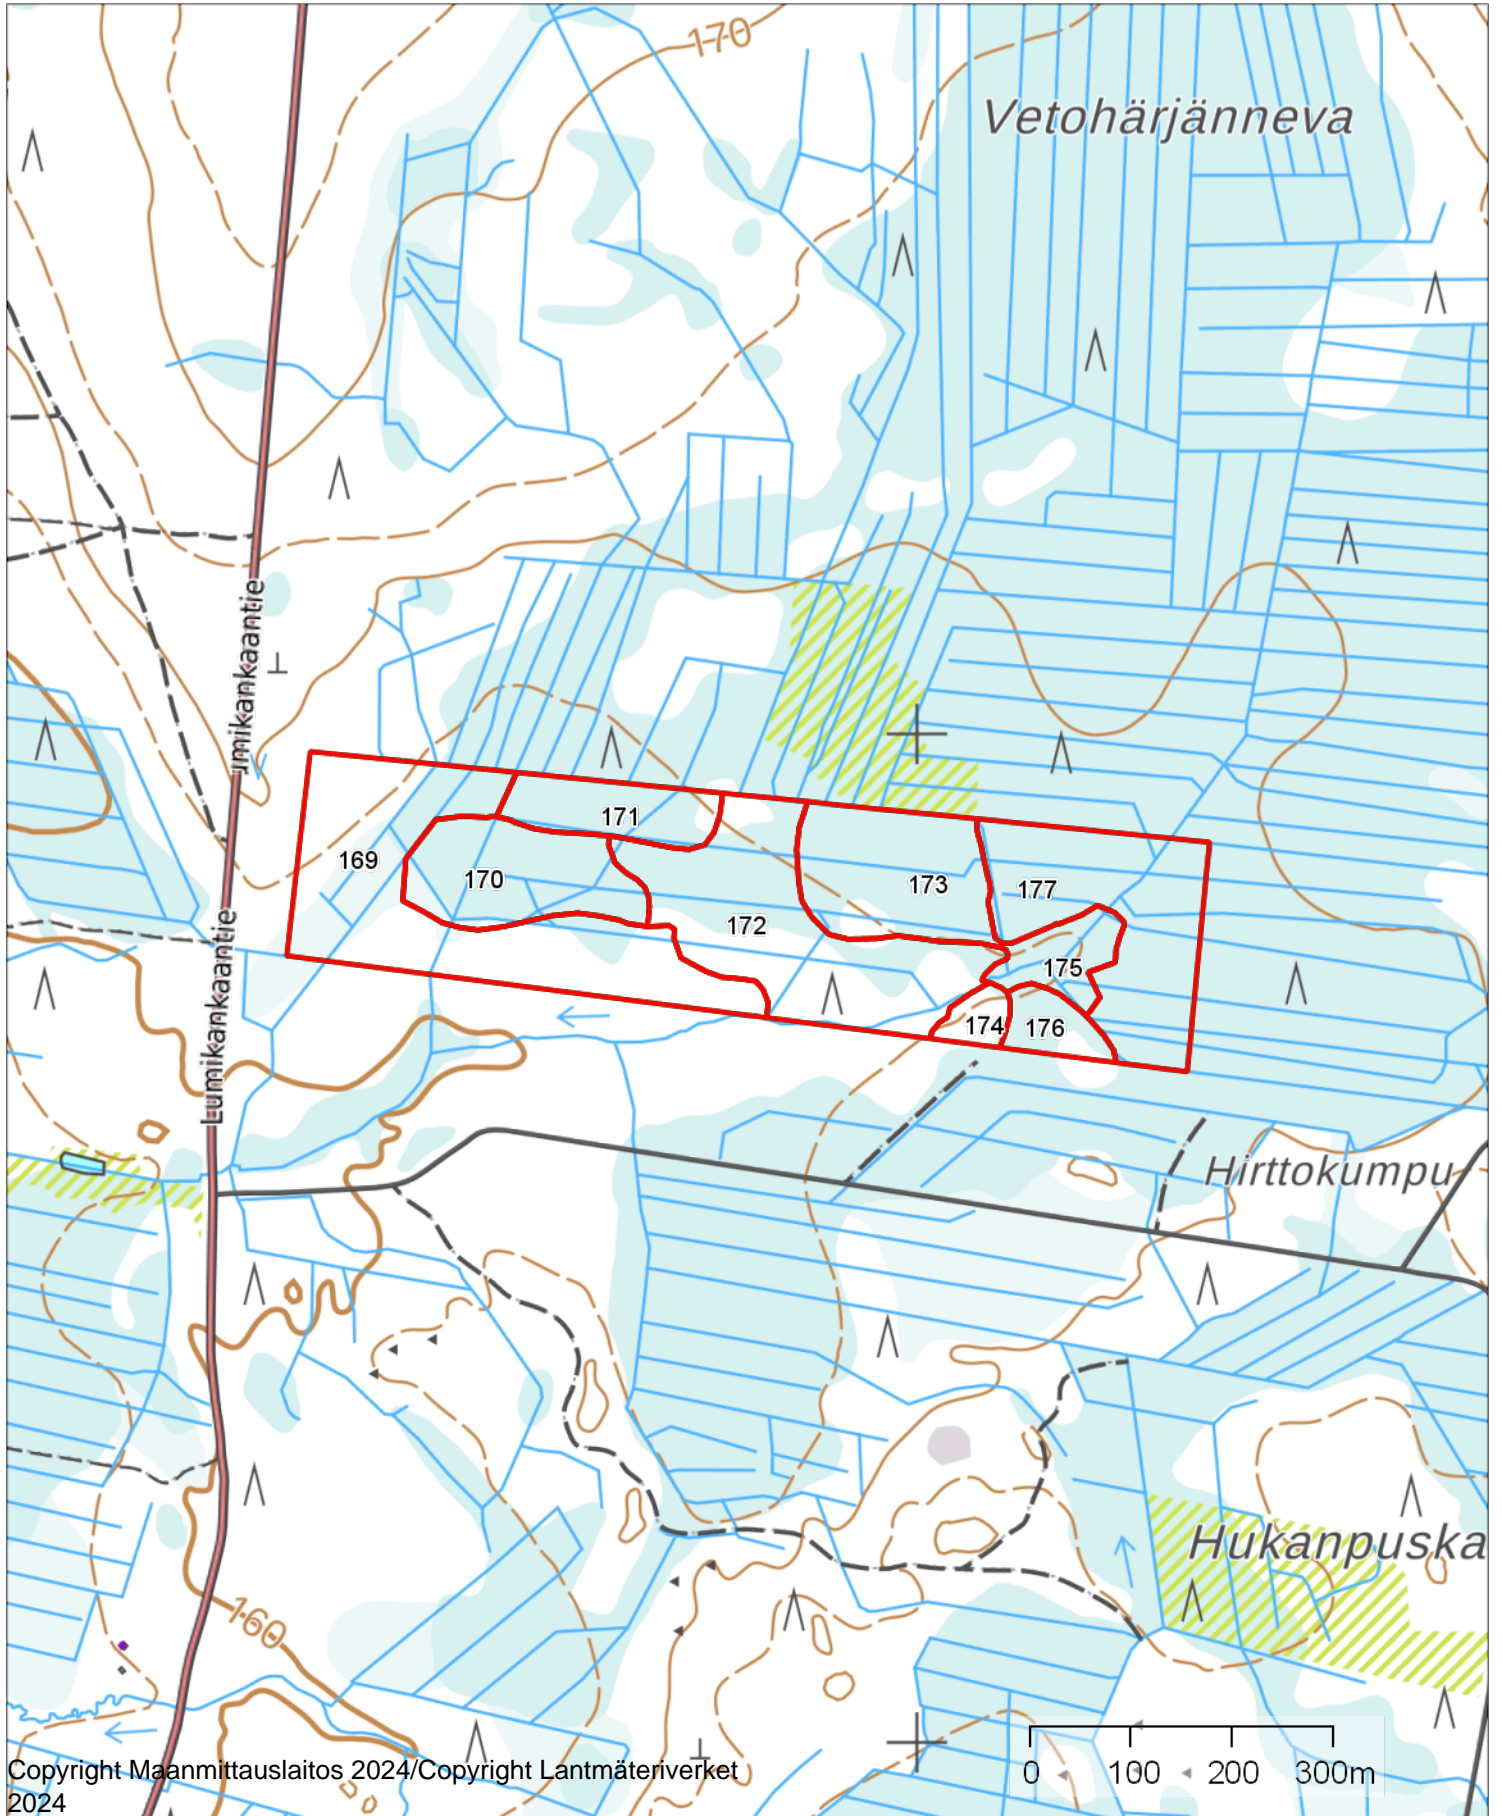 170
Vetohärjänneva
umikankaantie
171
169
170
173
177
172
175
174
176
Lumikankaantie
Hirttokumpu
Hukanpuska
160
0 100 200 300m
Copyright Maanmittauslaitos 2024/Copyright Lantmäteriverket
2024